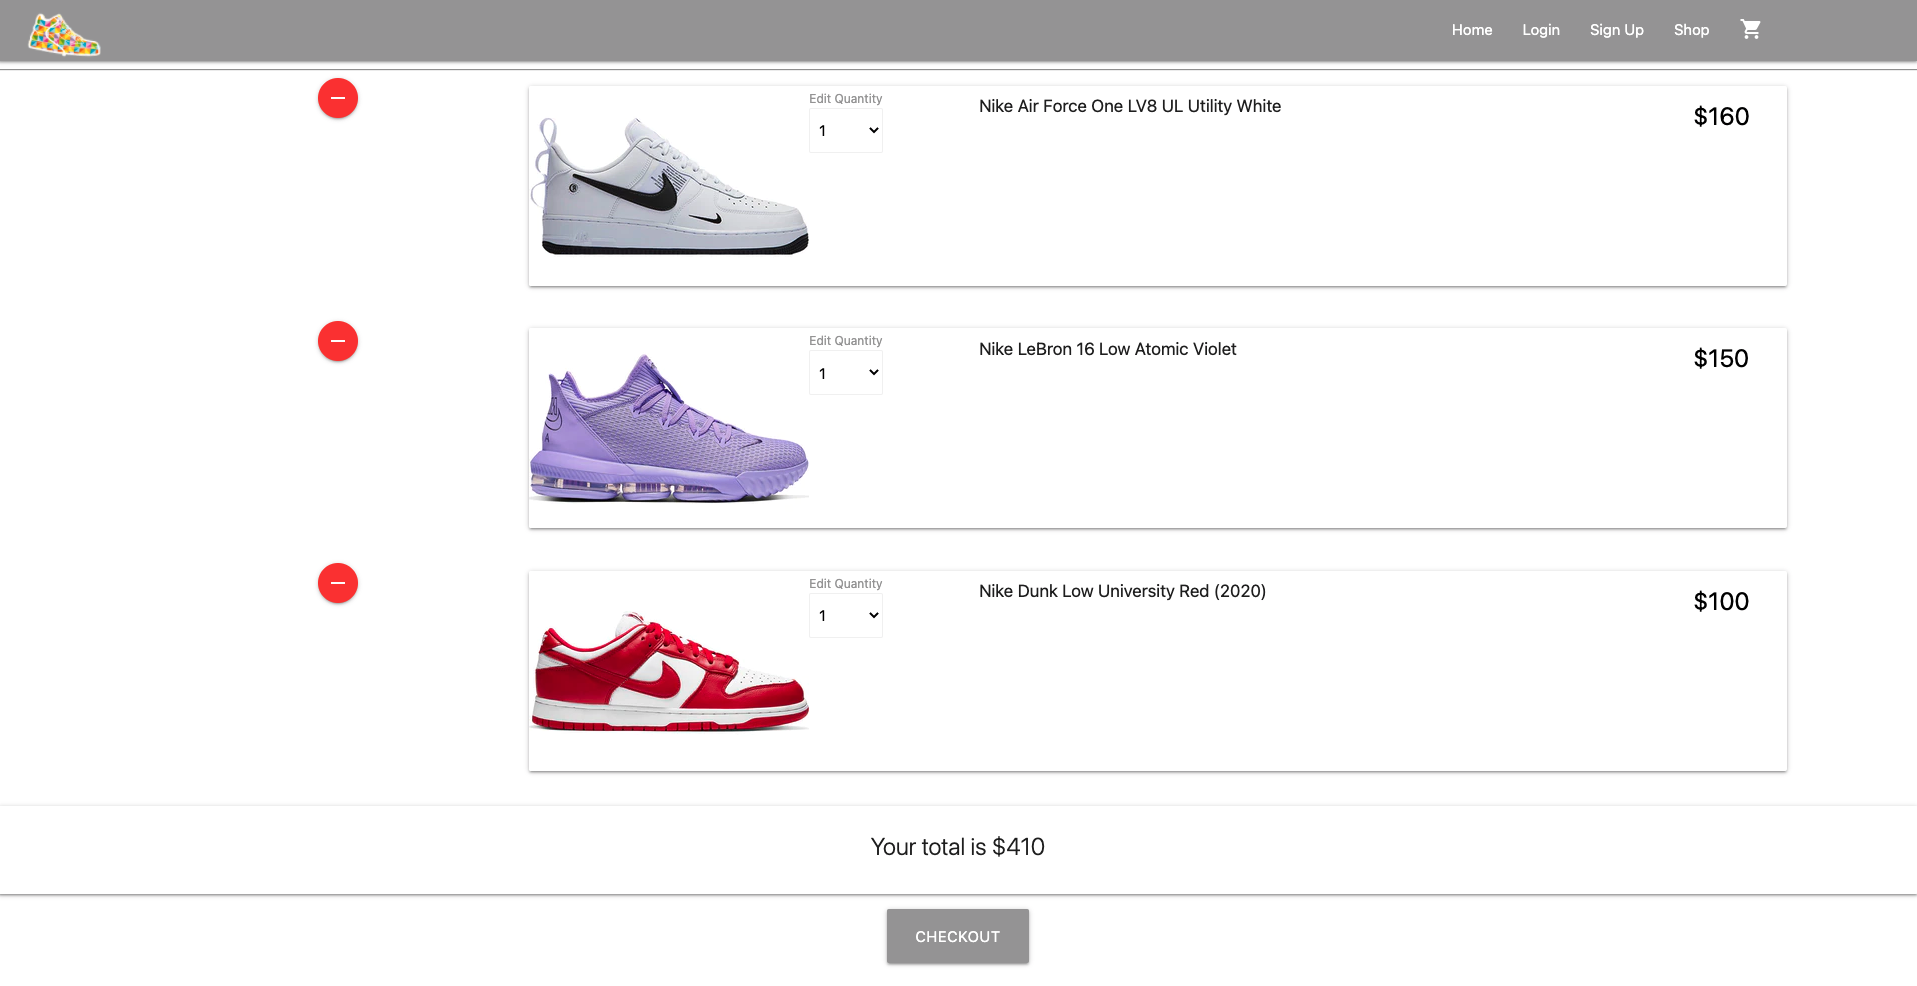 Home Login Sign Up Shop
Edit Quantity
1
Nike Air Force One LV8 UL Utility White
$160
Edit Quantity
1
Nike LeBron 16 Low Atomic Violet
$150
Edit Quantity
1
Nike Dunk Low University Red (2020)
$100
Your total is $410
CHECKOUT